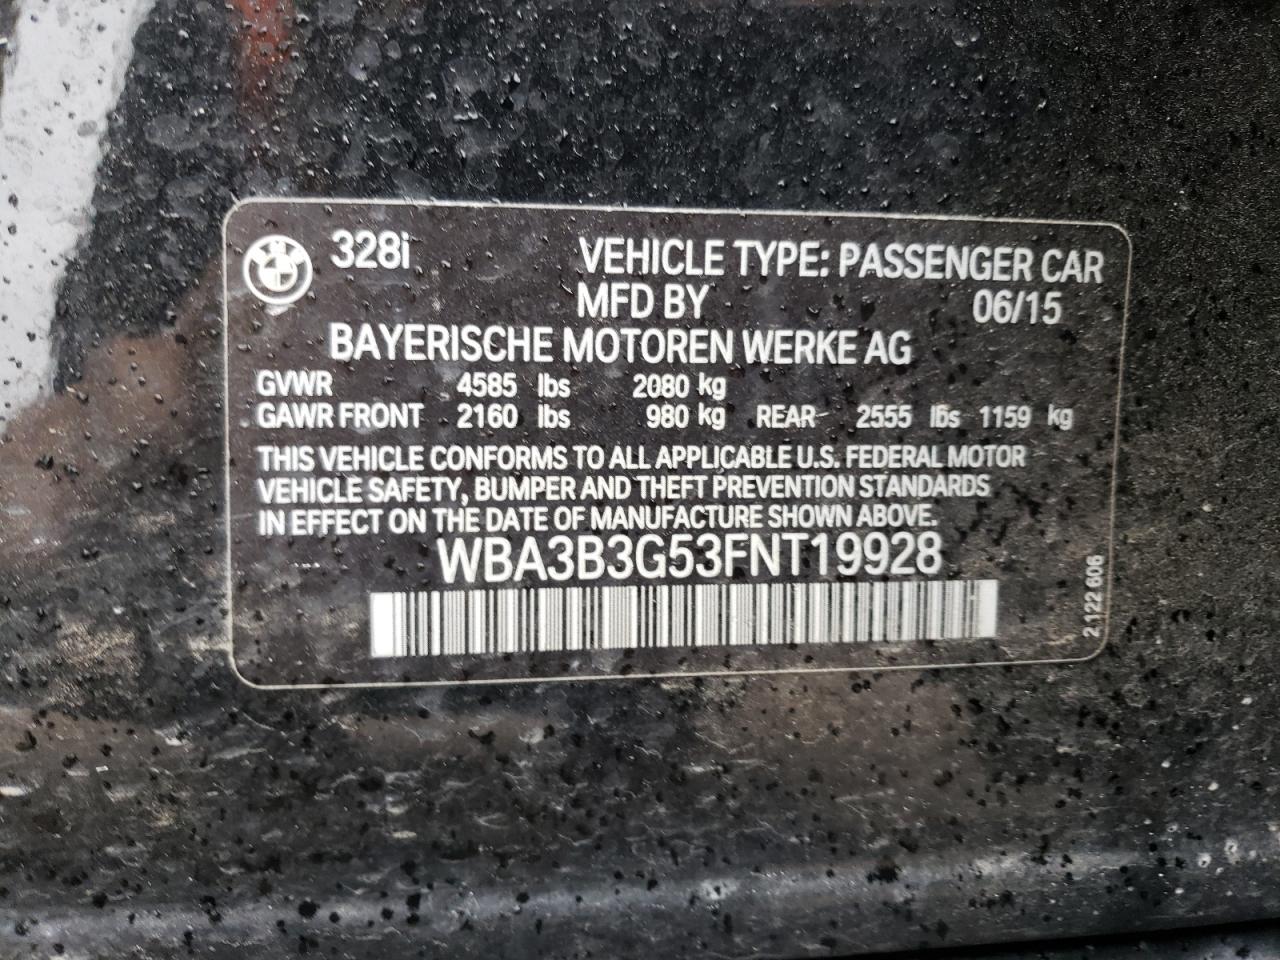 328i VEHICLE TYPE: PASSENGER CAR
MFD BY 06/15
BAYERISCHE MOTOREN WERKE AG
GVWR 4585 lbs 2080 kg
GAWR FRONT 2160 lbs 980 kg REAR 2555 lbs 1159 kg
THIS VEHICLE CONFORMS TO ALL APPLICABLE U.S. FEDERAL MOTOR
VEHICLE SAFETY, BUMPER AND THEFT PREVENTION STANDARDS
IN EFFECT ON THE DATE OF MANUFACTURE SHOWN ABOVE.
WBA3B3G53FNT19928
2.122 606